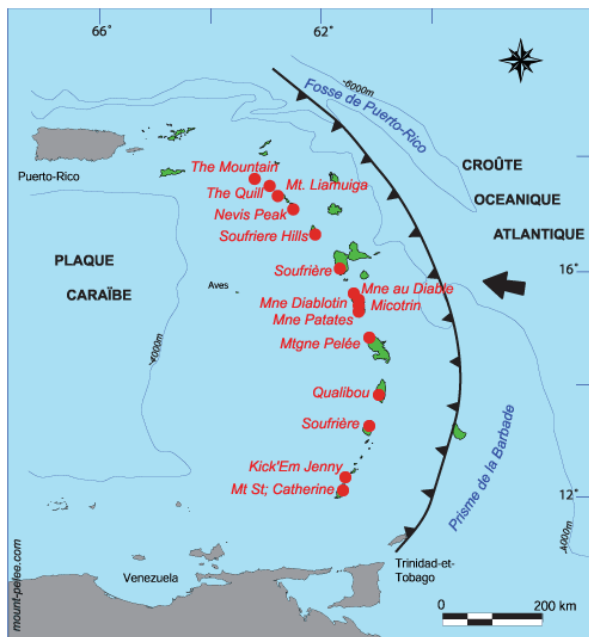 66
62
-6000m
Fosse de Puerto-Rico
CROÛTE
OCEANIQUE
ATLANTIQUE
Puerto-Rico
The Mountain
Mt. Liamuiga
The Quill
Nevis Peak
Soufriere Hills
PLAQUE
CARAÏBE
Soufrière
16°
Aves
Mne au Diable
Mne Diablotin
Micotrin
Mne Patates
-4000m
Mtgne Pelée
Qualibou
Soufrière
Prisme de la Barbade
Kick'Em Jenny
Mt St; Catherine
12°
-4000m
mount-pelee.com
Venezuela
Trinidad-et-
Tobago
0
200 km